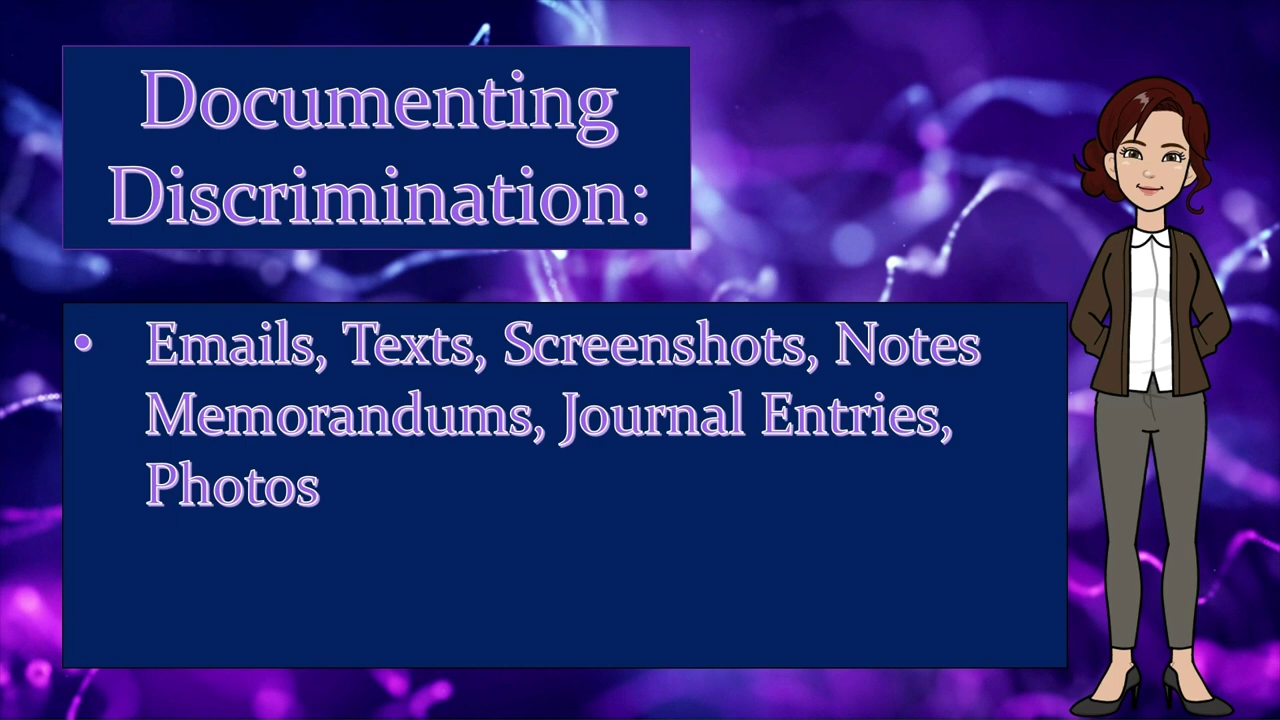 Documenting
Discrimination:
• Emails, Texts, Screenshots, Notes
Memorandums, Journal Entries,
Photos